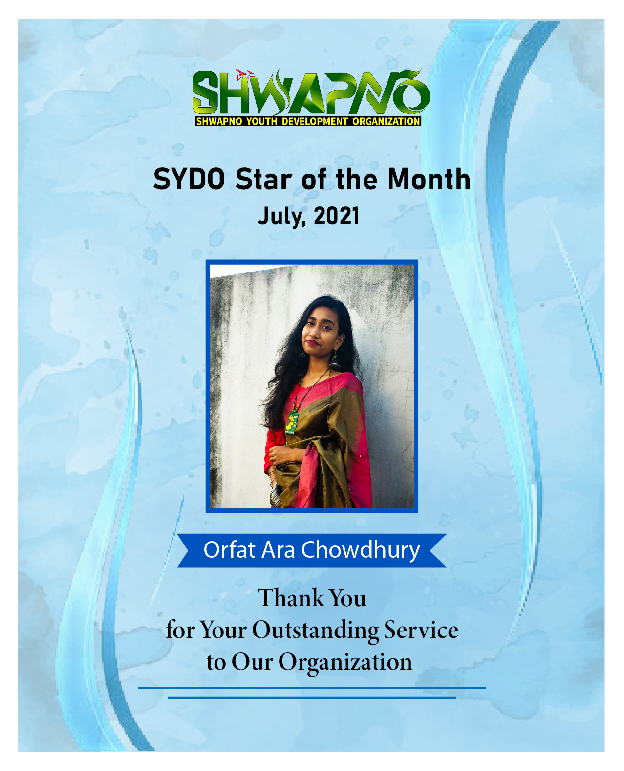 SHWAPNO
SHWAPNO YOUTH DEVELOPMENT ORGANIZATION
SYDO Star of the Month
July, 2021
Orfat Ara Chowdhury
Thank You
for Your Outstanding Service
to Our Organization